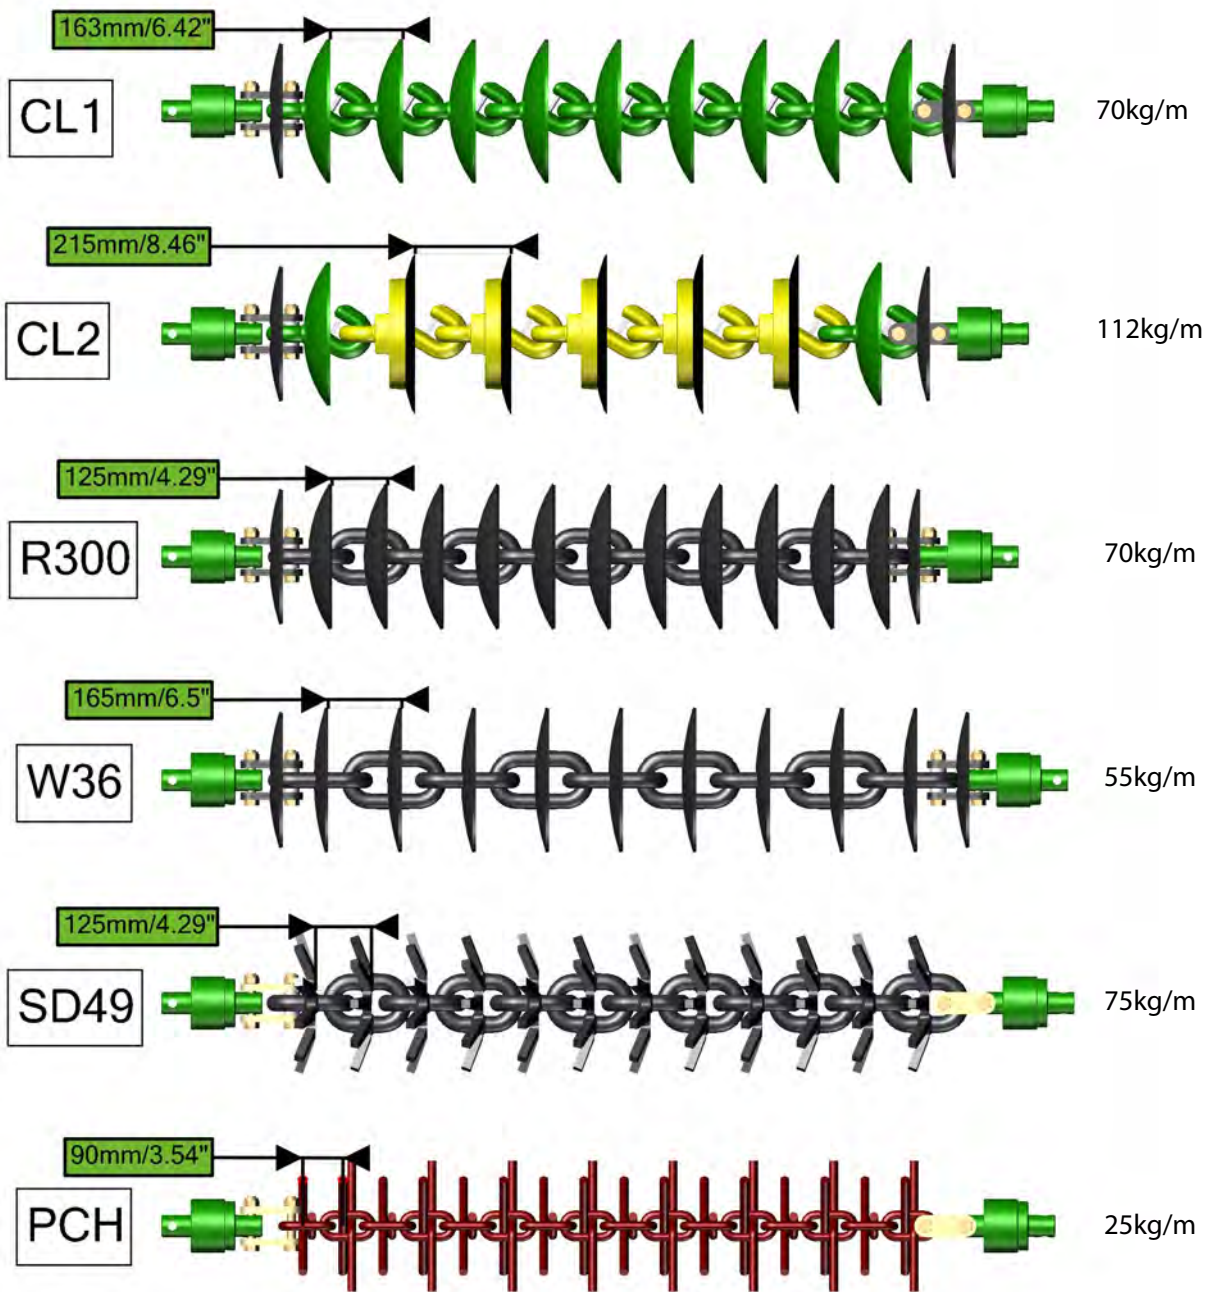 163mm/6.42"
CL1
70kg/m
215mm/8.46"
CL2
112kg/m
125mm/4.29"
R300
70kg/m
165mm/6.5"
W36
55kg/m
125mm/4.29"
SD49
75kg/m
90mm/3.54"
PCH
25kg/m